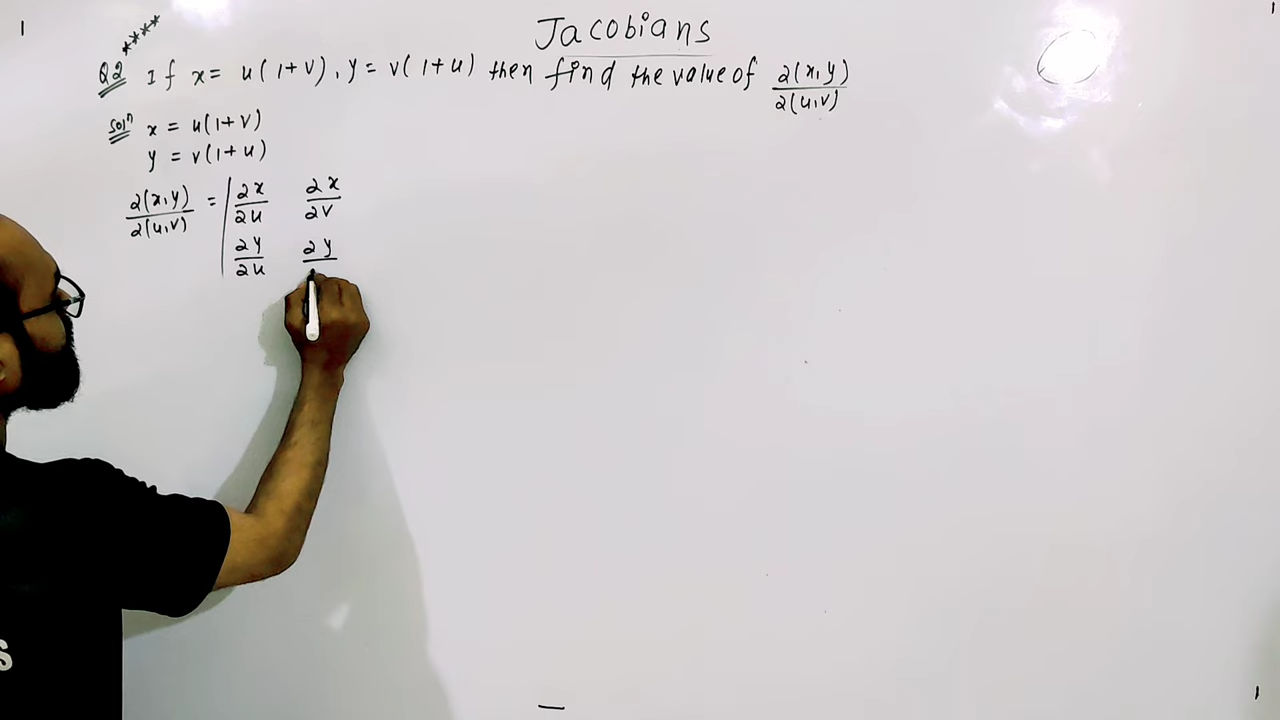 Jacobians
****
Q2 If x = u(1+v), y = v(1+u) then find the value of ∂(x,y)/∂(u,v)
Solⁿ x = u(1+v)
y = v(1+u)
∂(x,y)/∂(u,v) = | ∂x/∂u ∂x/∂v
∂y/∂u ∂y/
S